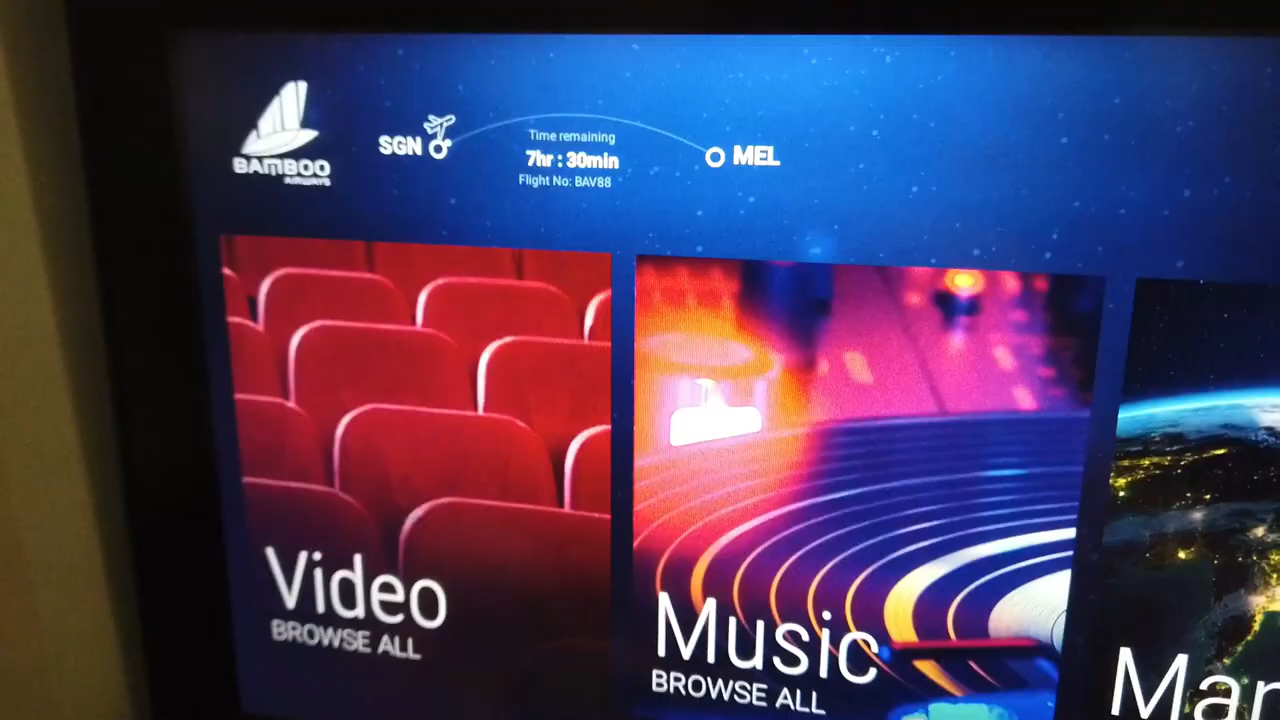 BAMBOO
AIRWAYS
SGN
Time remaining
7hr : 30min
Flight No: BAV88
MEL
Video
BROWSE ALL
Music
BROWSE ALL